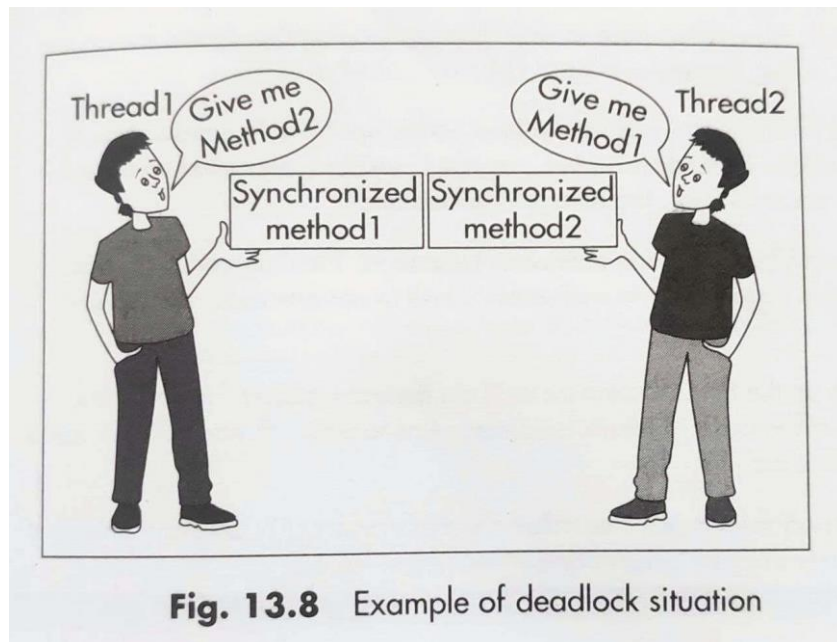 Thread1
Give me
Method2
Give me
Method1
Thread2
Synchronized
method1
Synchronized
method2
Fig. 13.8 Example of deadlock situation